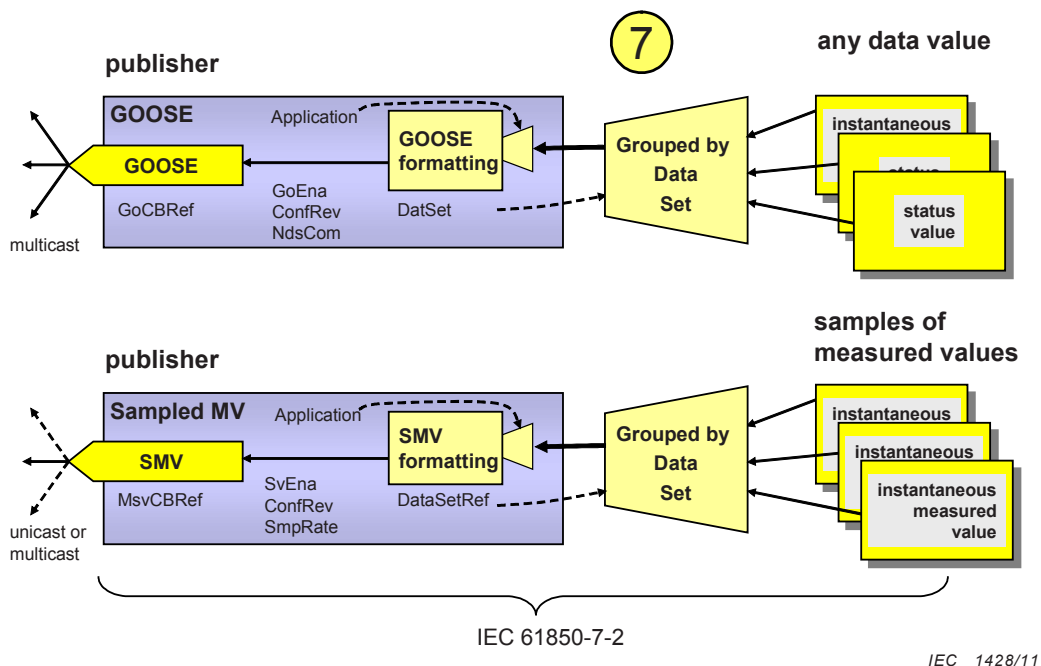 7
any data value
publisher
GOOSE
Application
GOOSE
formatting
GOOSE
GoCBRef
GoEna
ConfRev
NdsCom
DatSet
multicast
Grouped by
Data
Set
instantaneous
status
status
value
samples of
measured values
publisher
Sampled MV
Application
SMV
formatting
SMV
MsvCBRef
SvEna
ConfRev
SmpRate
DataSetRef
unicast or
multicast
Grouped by
Data
Set
instantaneous
instantaneous
instantaneous
measured
value
IEC 61850-7-2
IEC 1428/11